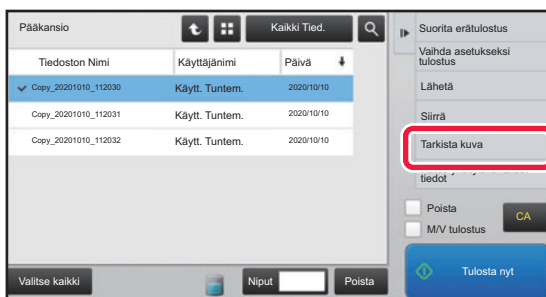 Pääkansio
Kaikki Tied.
Tiedoston Nimi Käyttäjänimi Päivä
Copy_20201010_112030 Käytt. Tuntem. 2020/10/10
Copy_20201010_112031 Käytt. Tuntem. 2020/10/10
Copy_20201010_112032 Käytt. Tuntem. 2020/10/10
Valitse kaikki
Niput
Poista
Suorita erätulostus
Vaihda asetukseksi
tulostus
Lähetä
Siirrä
Tarkista kuva
tiedot
Poista
M/V tulostus
CA
Tulosta nyt